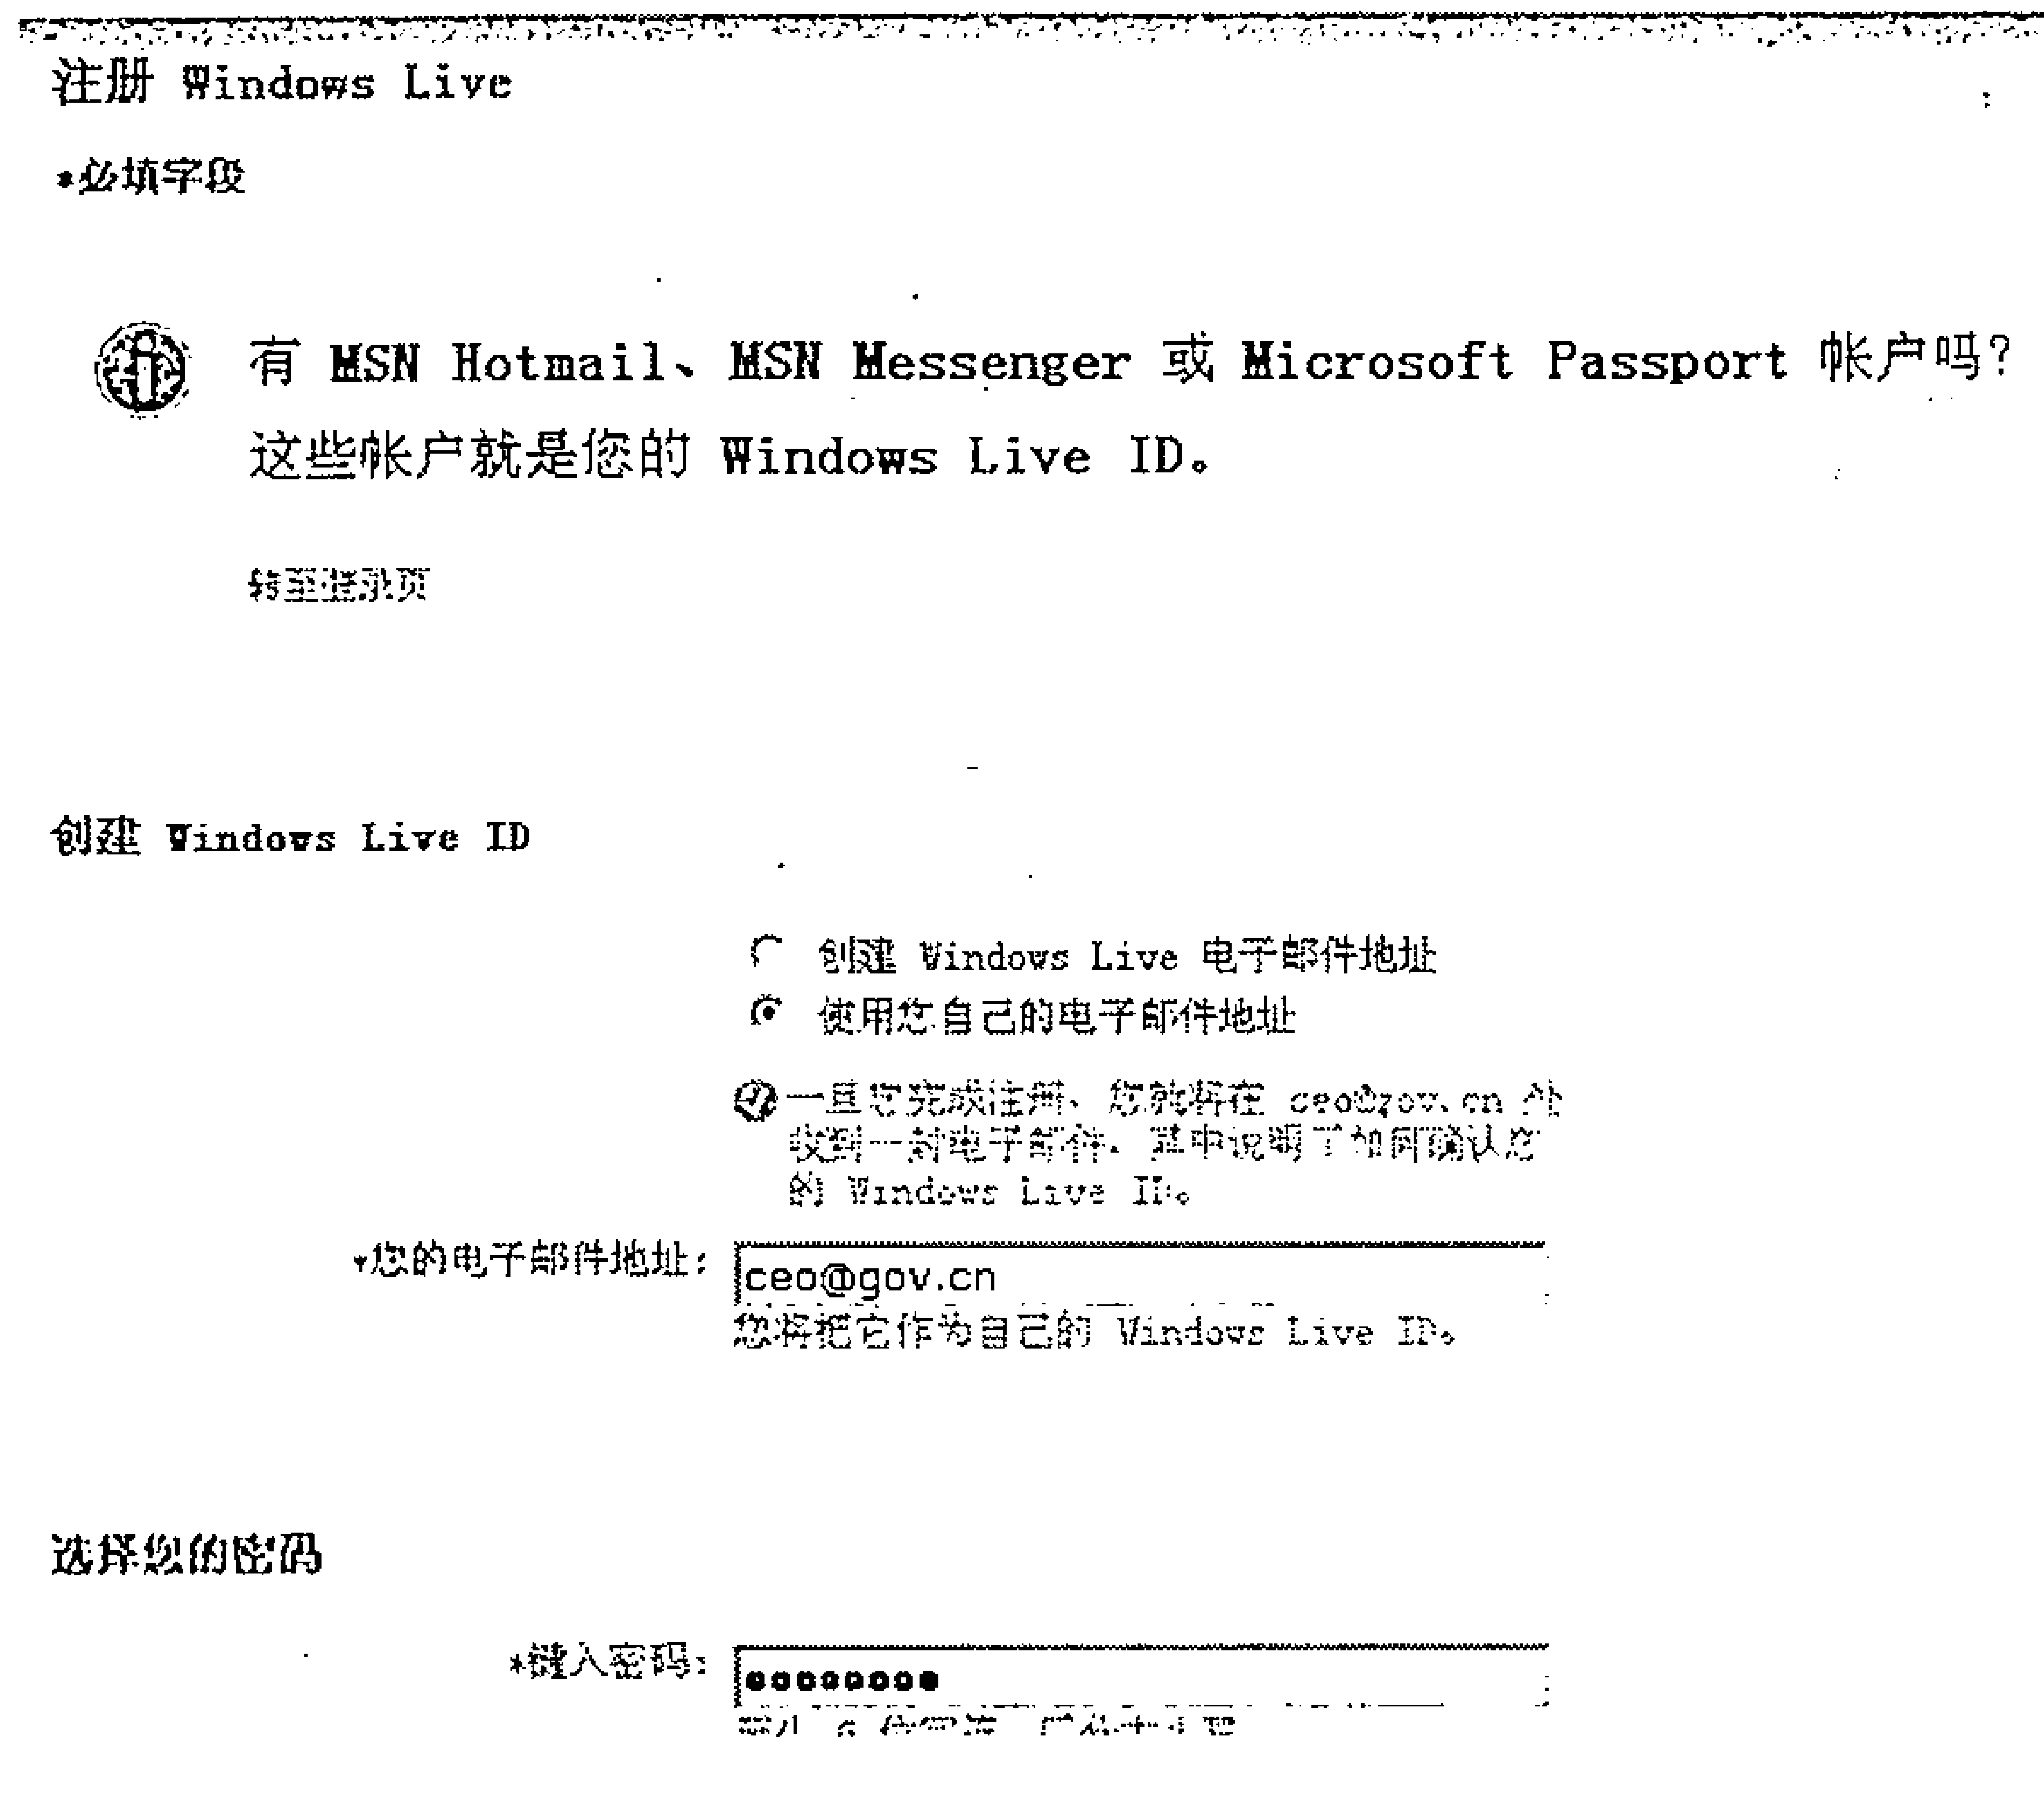 注册 Windows Live
*必填字段
有 MSN Hotmail、MSN Messenger 或 Microsoft Passport 帐户吗?
这些帐户就是您的 Windows Live ID。
转至登录页
创建 Windows Live ID
创建 Windows Live 电子邮件地址
使用您自己的电子邮件地址
一旦您完成注册，您就将在 ceo@gov.cn 处
收到一封电子邮件，其中说明了如何确认您
的 Windows Live ID。
*您的电子邮件地址:
ceo@gov.cn
您将把它作为自己的 Windows Live ID。
选择您的密码
*键入密码: